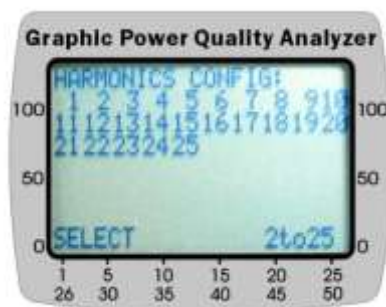 Graphic Power Quality Analyzer
HARMONICS CONFIG:
1 2 3 4 5 6 7 8 9 10
11 12 13 14 15 16 17 18 19 20
21 22 23 24 25
SELECT 2to25
100 100
50 50
0 0
1 5 10 15 20 25
26 30 35 40 45 50